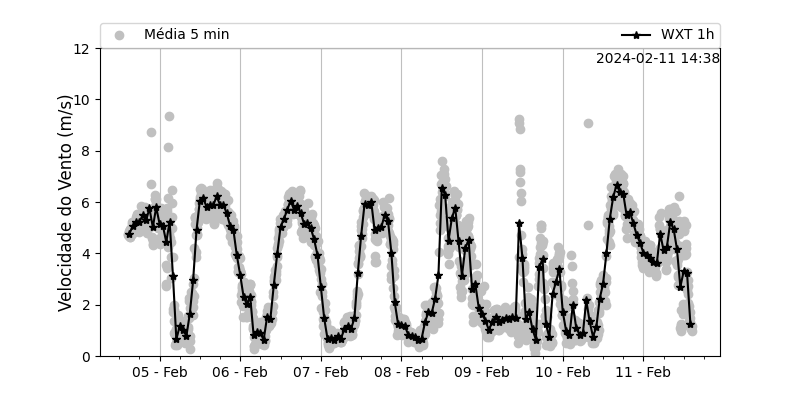 Média 5 min
WXT 1h
2024-02-11 14:38
Velocidade do Vento (m/s)
12
10
8
6
4
2
0
05 - Feb
06 - Feb
07 - Feb
08 - Feb
09 - Feb
10 - Feb
11 - Feb